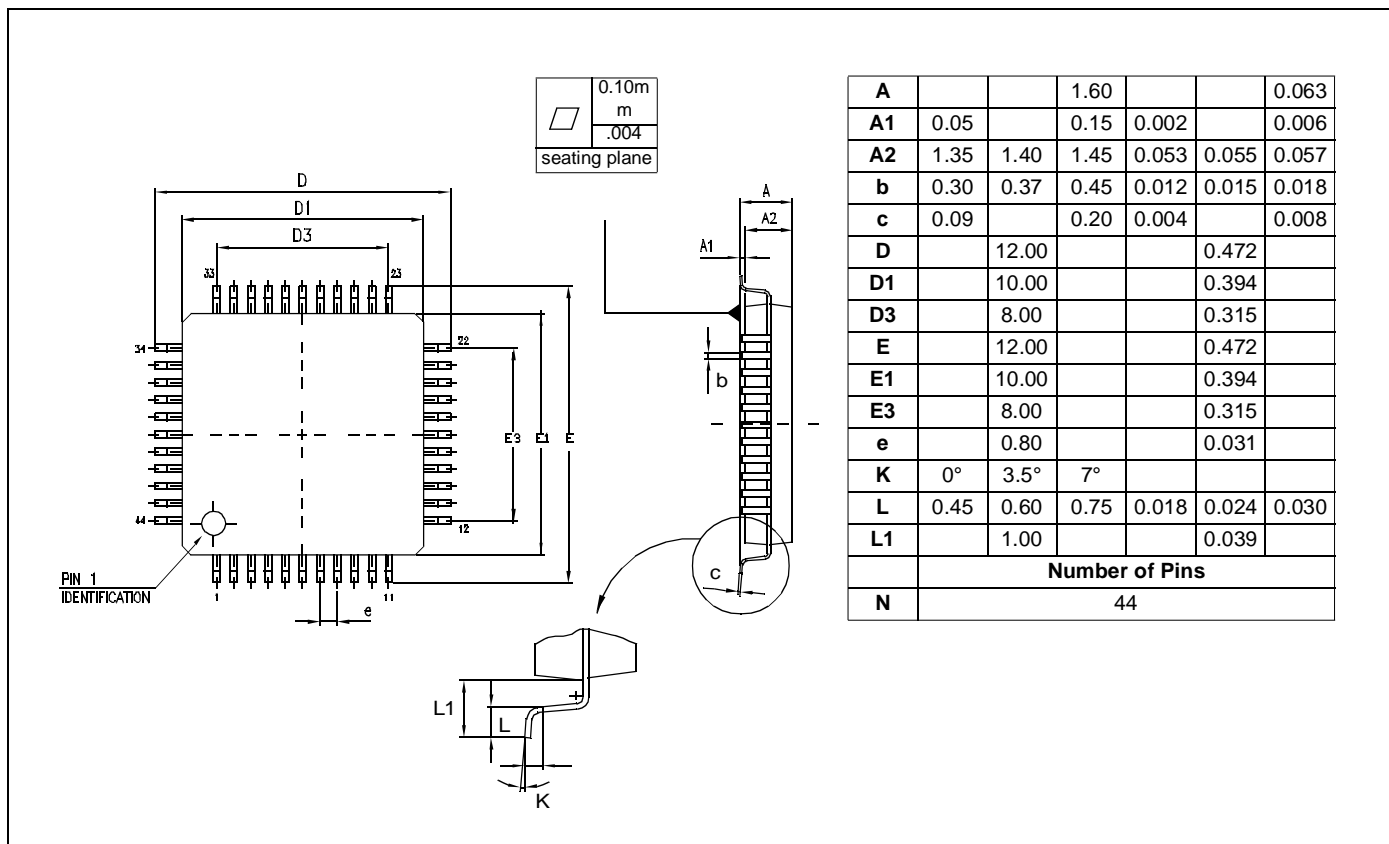 0.10m
m
.004
seating plane
D
D1
D3
33
23
34
22
44
12
E3
E1
E
PIN 1
IDENTIFICATION
1
11
e
A
A2
A1
b
c
L1
L
K
A 1.60 0.063
A1 0.05 0.15 0.002 0.006
A2 1.35 1.40 1.45 0.053 0.055 0.057
b 0.30 0.37 0.45 0.012 0.015 0.018
c 0.09 0.20 0.004 0.008
D 12.00 0.472
D1 10.00 0.394
D3 8.00 0.315
E 12.00 0.472
E1 10.00 0.394
E3 8.00 0.315
e 0.80 0.031
K 0° 3.5° 7°
L 0.45 0.60 0.75 0.018 0.024 0.030
L1 1.00 0.039
Number of Pins
N 44